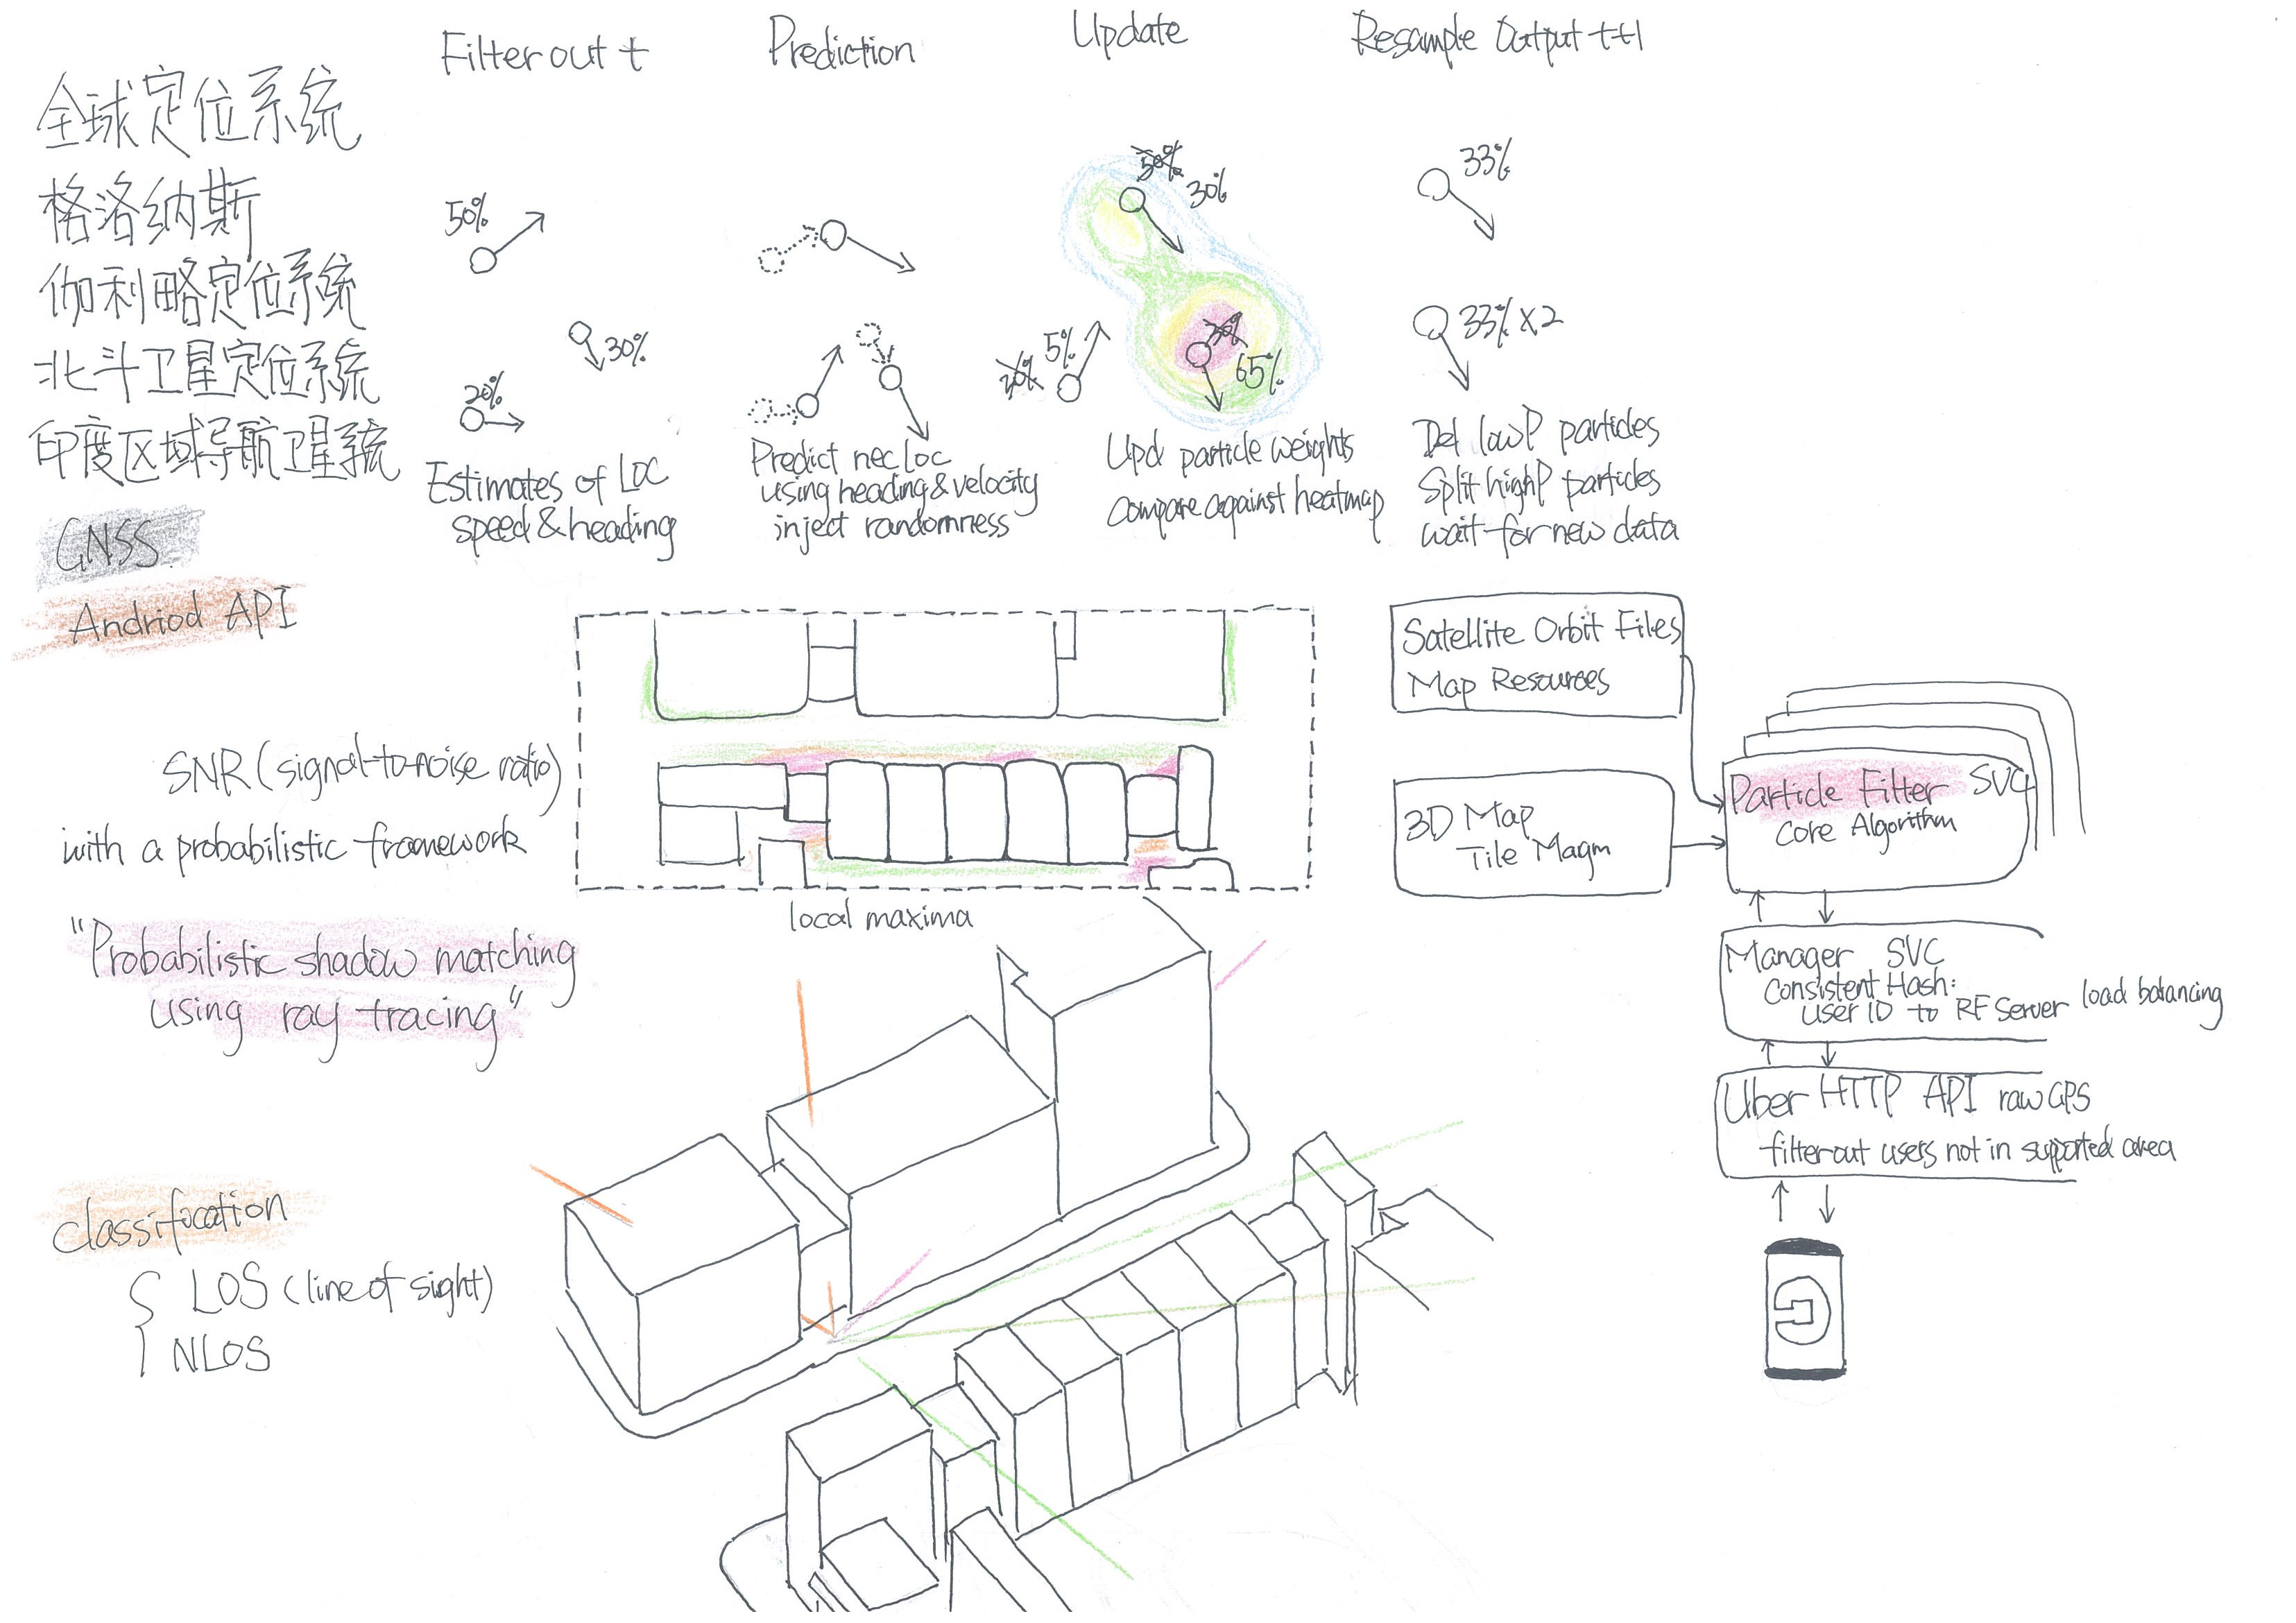 Filter out t
Prediction
Update
Resample Output t+1
全球定位系统
格洛纳斯
伽利略定位系统
北斗卫星定位系统
印度区域导航卫星系统
GNSS
Andriod API
50%
30%
20%
Estimates of Loc
speed & heading
Predict nec loc
using heading & velocity
inject randomness
50%
30%
20%
5%
30%
65%
Upd particle weights
compare against heatmap
33%
33% x2
Del lowP particles
Split highP particles
wait for new data
SNR (signal-to-noise ratio)
with a probabilistic framework
"Probabilistic shadow matching
using ray tracing"
classification
LOS (line of sight)
NLOS
local maxima
Satellite Orbit Files
Map Resources
3D Map
Tile Magm
Particle Filter SVC
Core Algorithm
Manager SVC
Consistent Hash:
User ID to RF Server load balancing
Uber HTTP API raw GPS
filter out users not in supported area